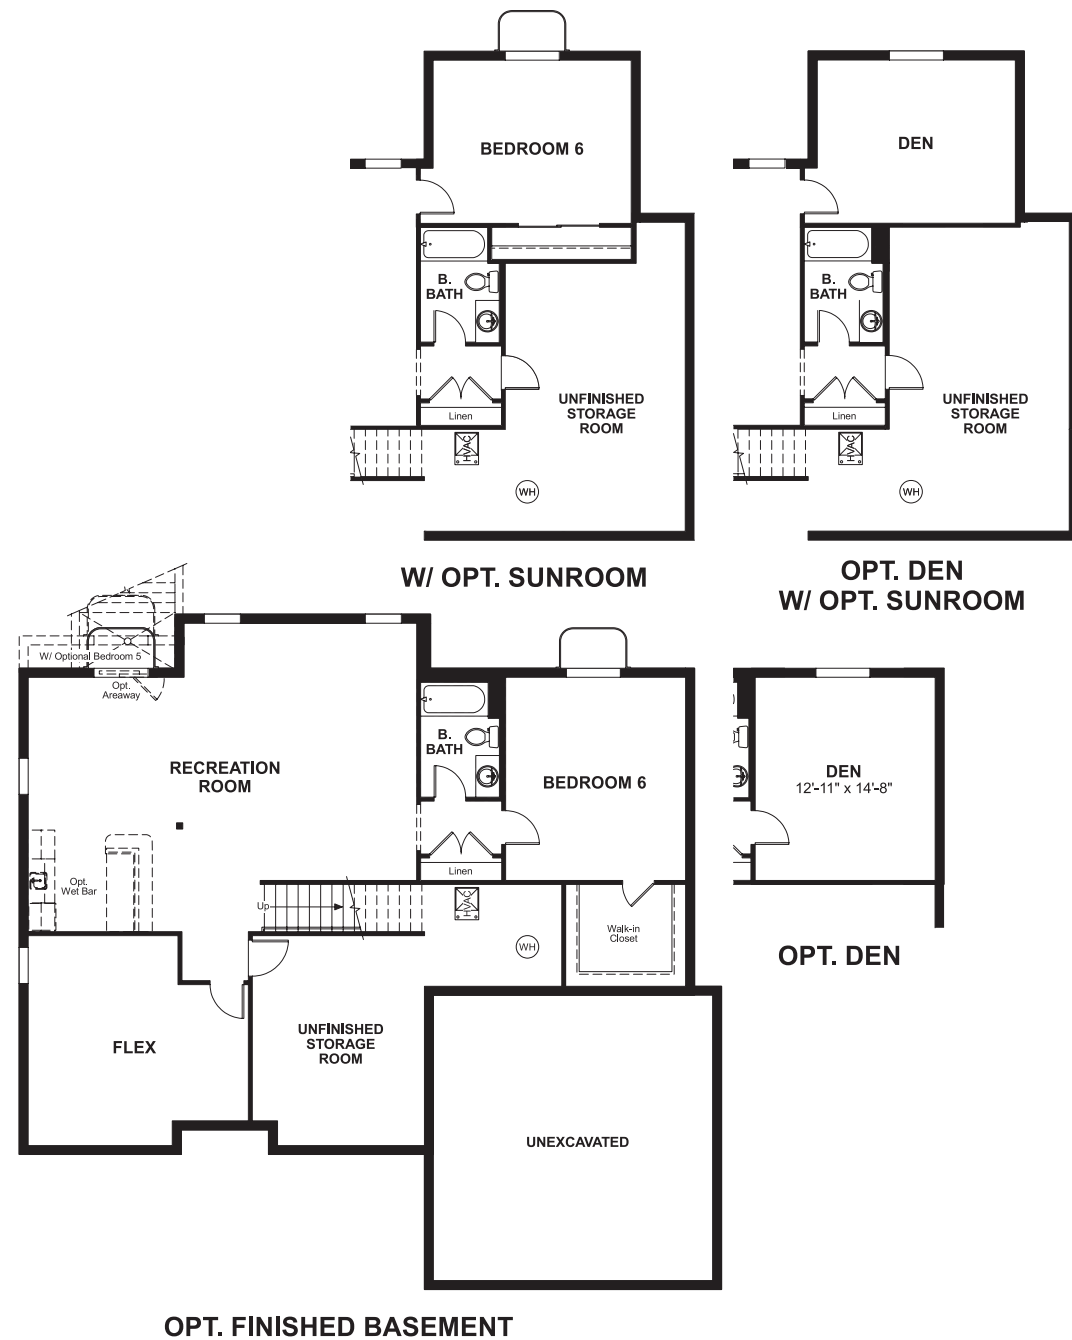 BEDROOM 6
B.
BATH
UNFINISHED
STORAGE
ROOM
Linen
HVAC
WH
W/ OPT. SUNROOM
DEN
B.
BATH
UNFINISHED
STORAGE
ROOM
Linen
HVAC
WH
OPT. DEN
W/ OPT. SUNROOM
W/ Optional Bedroom 5
Opt.
Areaway
RECREATION
ROOM
B.
BATH
BEDROOM 6
Opt.
Wet Bar
Linen
Up
HVAC
WH
Walk-in
Closet
FLEX
UNFINISHED
STORAGE
ROOM
UNEXCAVATED
DEN
12'-11" x 14'-8"
OPT. DEN
OPT. FINISHED BASEMENT